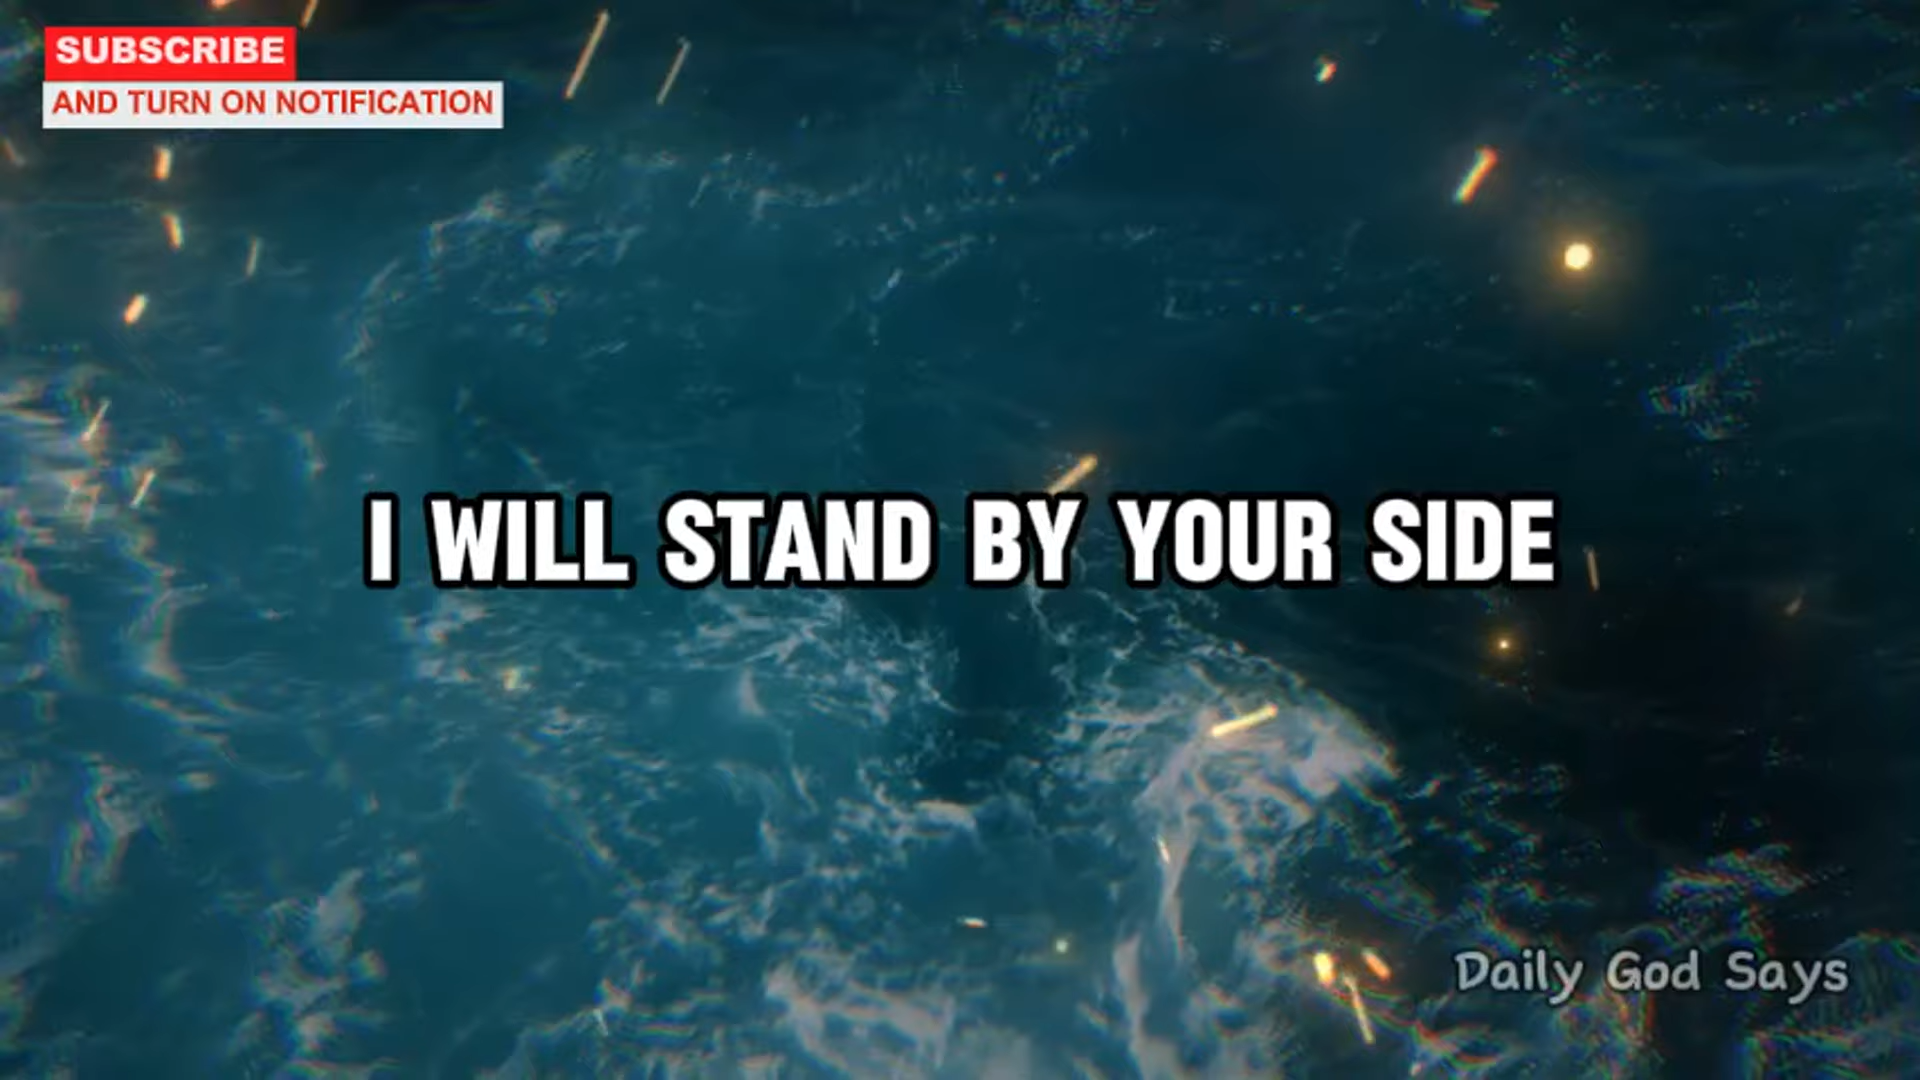 SUBSCRIBE
AND TURN ON NOTIFICATION
I WILL STAND BY YOUR SIDE
Daily God Says